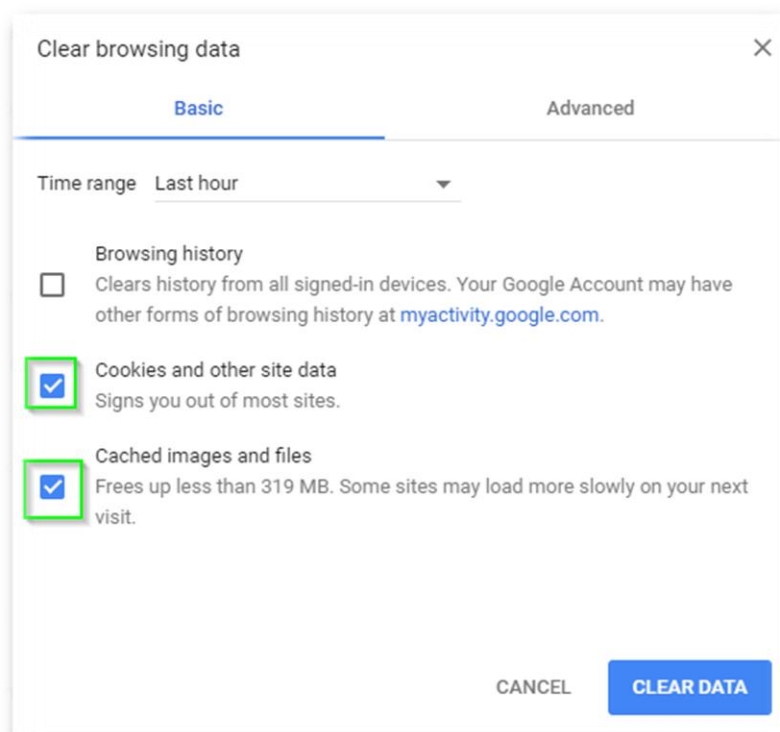 Clear browsing data
Basic
Advanced
Time range Last hour
Browsing history
Clears history from all signed-in devices. Your Google Account may have
other forms of browsing history at myactivity.google.com.
Cookies and other site data
Signs you out of most sites.
Cached images and files
Frees up less than 319 MB. Some sites may load more slowly on your next
visit.
CANCEL
CLEAR DATA